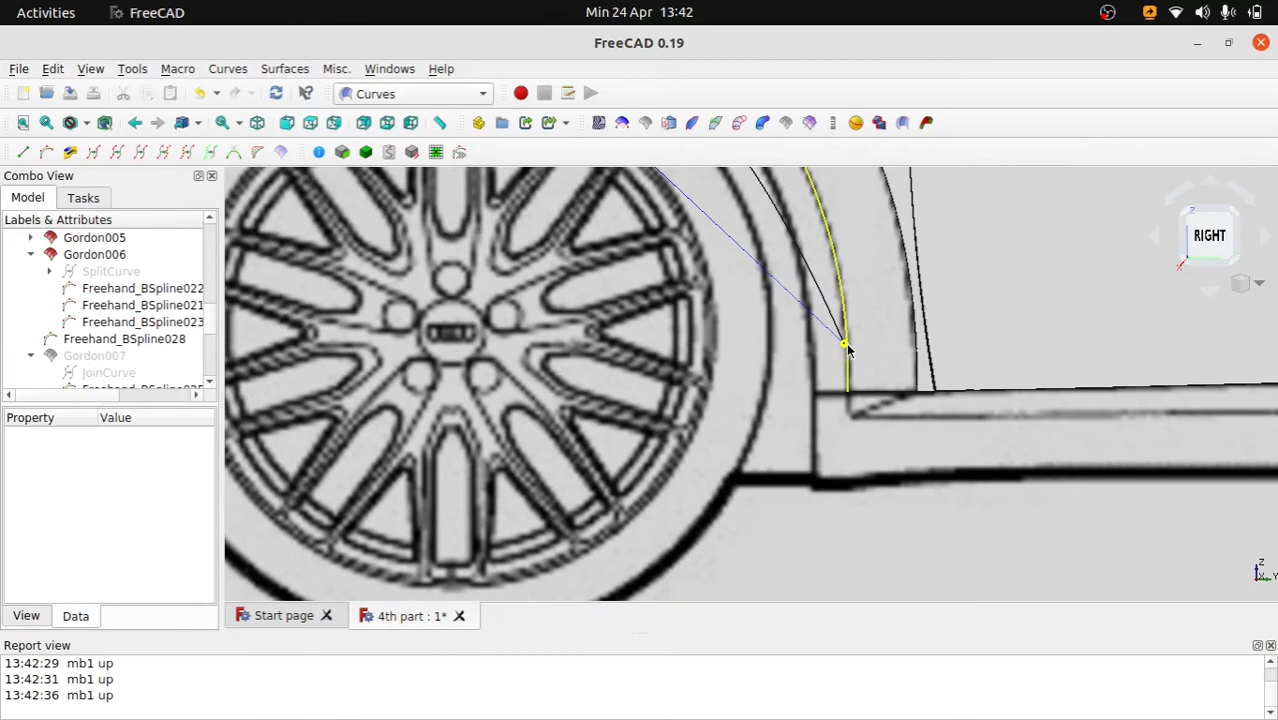 Activities
FreeCAD
Min 24 Apr 13:42
FreeCAD 0.19
File Edit View Tools Macro Curves Surfaces Misc. Windows Help
Curves
Combo View
Model Tasks
Labels & Attributes
Gordon005
Gordon006
SplitCurve
Freehand_BSpline022
Freehand_BSpline021
Freehand_BSpline023
Freehand_BSpline028
Gordon007
JoinCurve
Property Value
View Data
RIGHT
Z
X
Z
X
Y
Start page
4th part : 1*
Report view
13:42:29 mb1 up
13:42:31 mb1 up
13:42:36 mb1 up